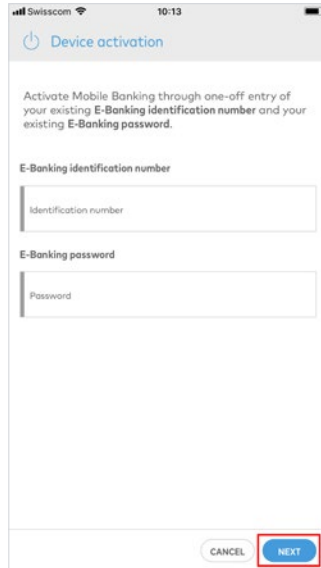 Swisscom 10:13
Device activation
Activate Mobile Banking through one-off entry of
your existing E-Banking identification number and your
existing E-Banking password.
E-Banking identification number
Identification number
E-Banking password
Password
CANCEL NEXT